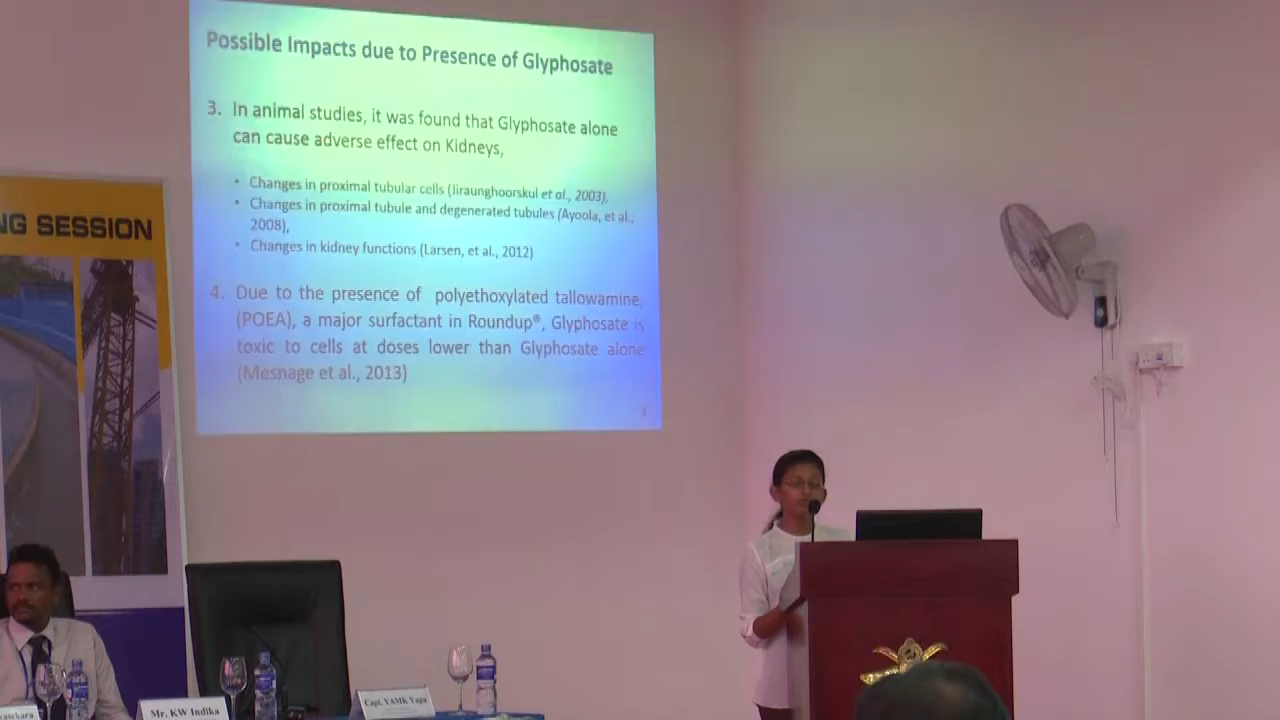 Possible Impacts due to Presence of Glyphosate
3. In animal studies, it was found that Glyphosate alone
can cause adverse effect on Kidneys,
• Changes in proximal tubular cells (Jiraunghoorskul et al., 2003),
• Changes in proximal tubule and degenerated tubules (Ayoola, et al.,
2008),
• Changes in kidney functions (Larsen, et al., 2012)
4. Due to the presence of polyethoxylated tallowamine,
(POEA), a major surfactant in Roundup®, Glyphosate is
toxic to cells at doses lower than Glyphosate alone
(Mesnage et al., 2013)
NG SESSION
Mr. KW Indika
Capt. YAMK Yapa